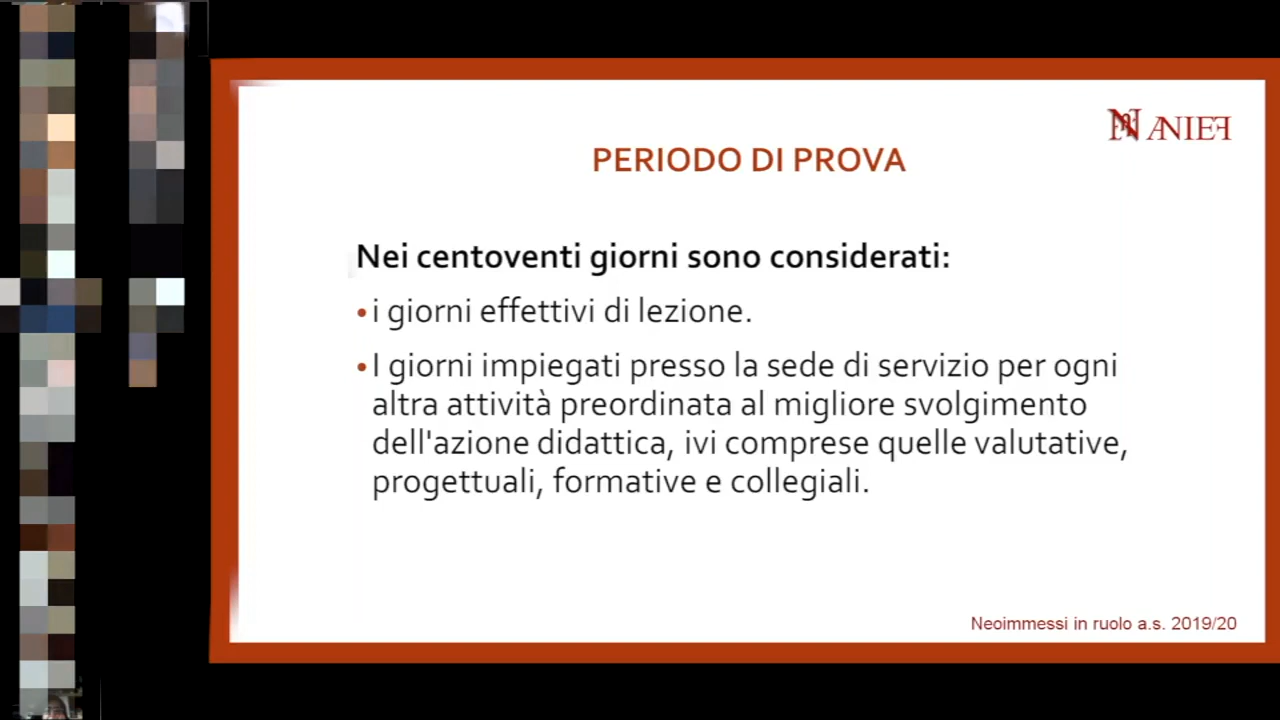 ANIEF
PERIODO DI PROVA
Nei centoventi giorni sono considerati:
•i giorni effettivi di lezione.
•I giorni impiegati presso la sede di servizio per ogni
altra attività preordinata al migliore svolgimento
dell'azione didattica, ivi comprese quelle valutative,
progettuali, formative e collegiali.
Neoimmessi in ruolo a.s. 2019/20